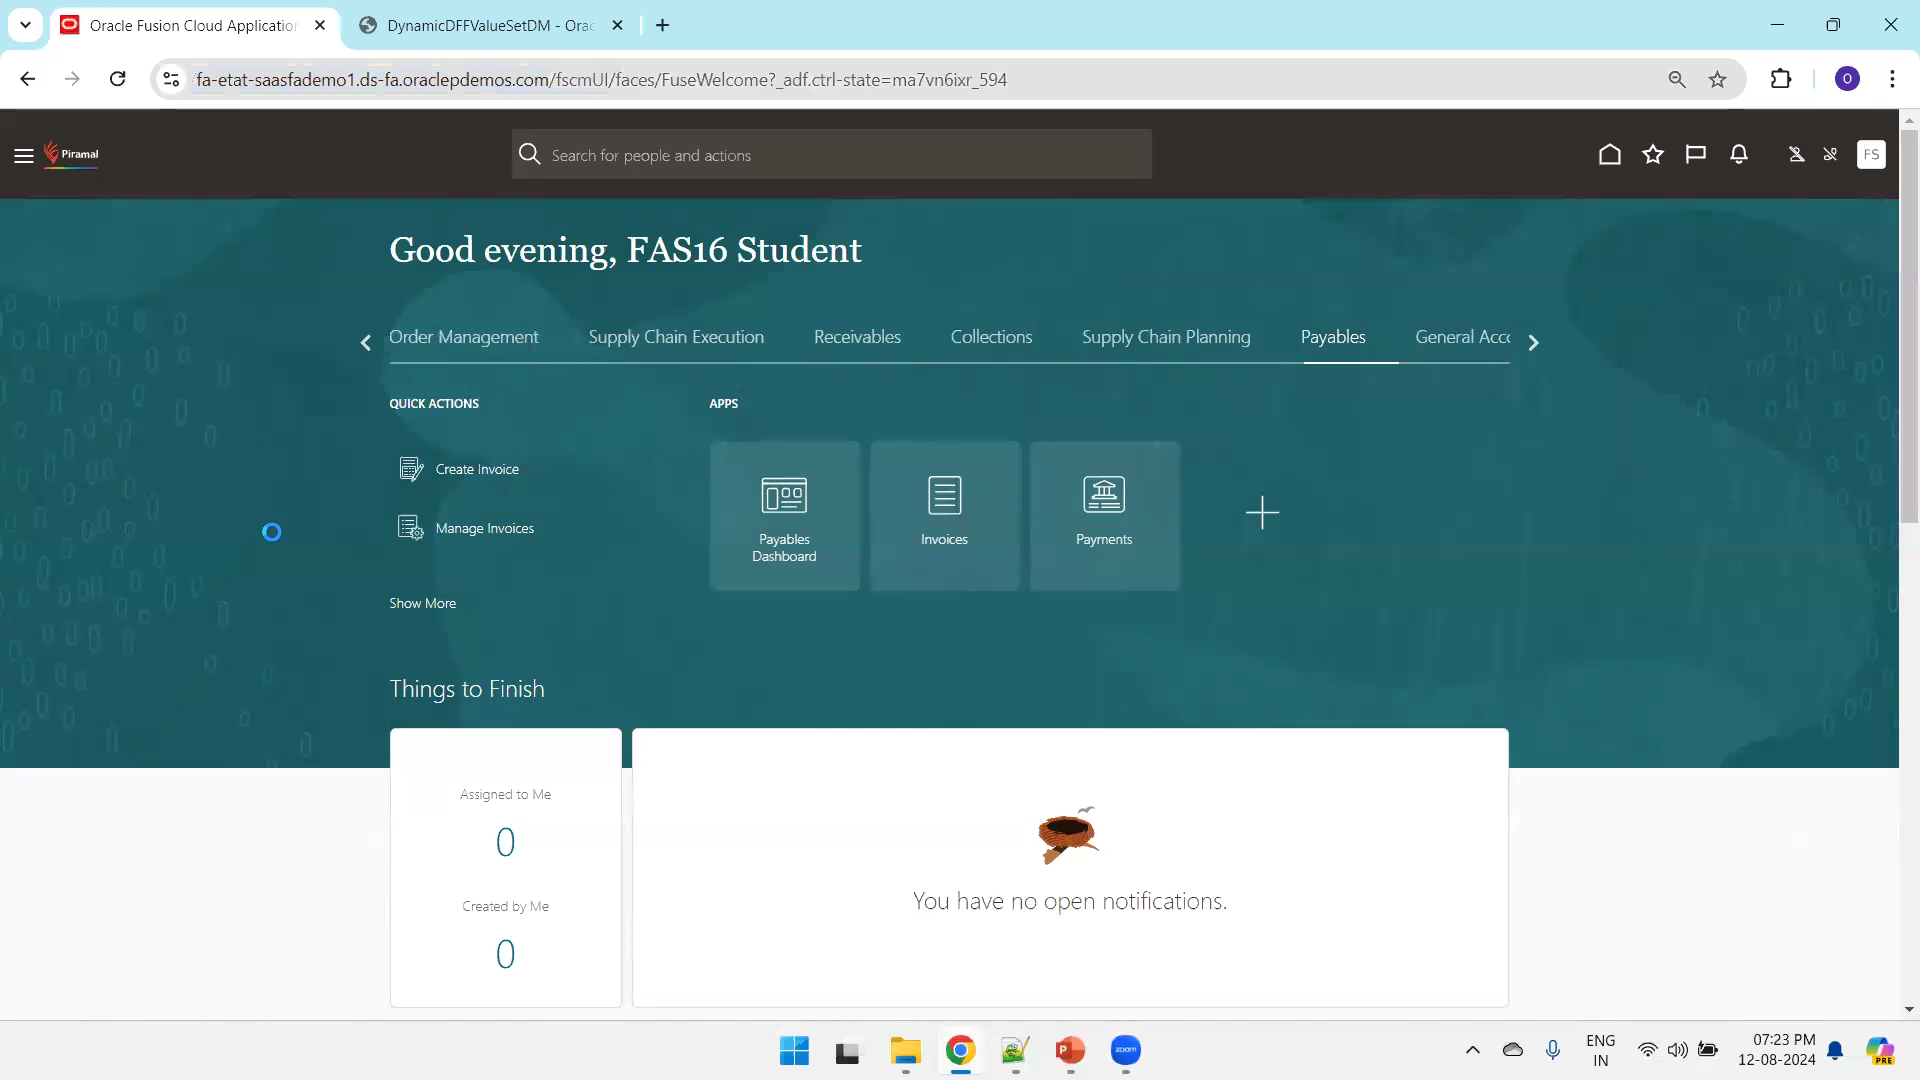 Oracle Fusion Cloud Application
DynamicDFFValueSetDM - Orac
fa-etat-saasfademo1.ds-fa.oraclepdemos.com/fscmUI/faces/FuseWelcome?_adf.ctrl-state=ma7vn6ixr_594
O
Piramal
Search for people and actions
FS
Good evening, FAS16 Student
Order Management
Supply Chain Execution
Receivables
Collections
Supply Chain Planning
Payables
General Acco
QUICK ACTIONS
APPS
Create Invoice
Manage Invoices
Show More
Payables
Dashboard
Invoices
Payments
Things to Finish
Assigned to Me
0
Created by Me
0
You have no open notifications.
zoom
ENG
IN
07:23 PM
12-08-2024
PRE